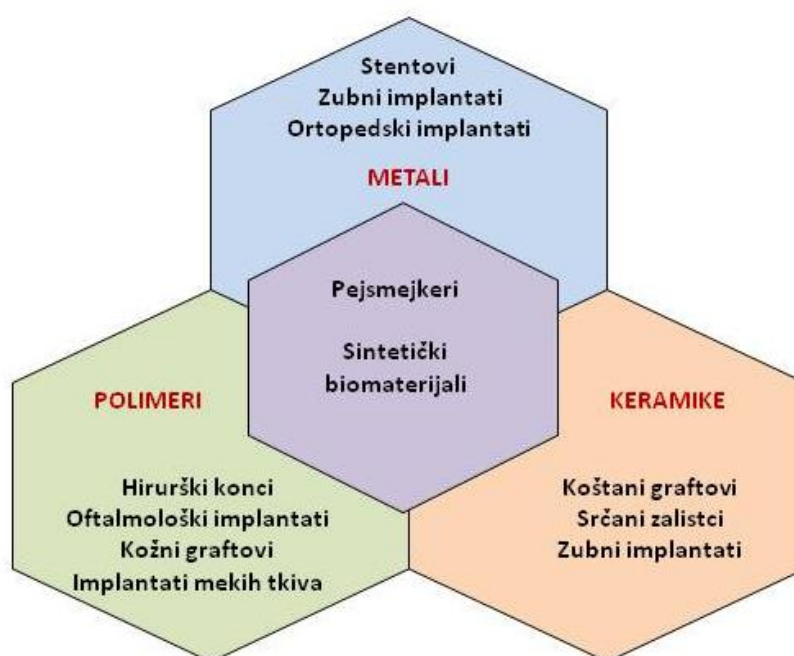 Stentovi
Zubni implantati
Ortopedski implantati
METALI
Pejsmejkeri
Sintetički
biomaterijali
POLIMERI
Hirurški konci
Oftalmološki implantati
Kožni graftovi
Implantati mekih tkiva
KERAMIKE
Koštani graftovi
Srčani zalistci
Zubni implantati